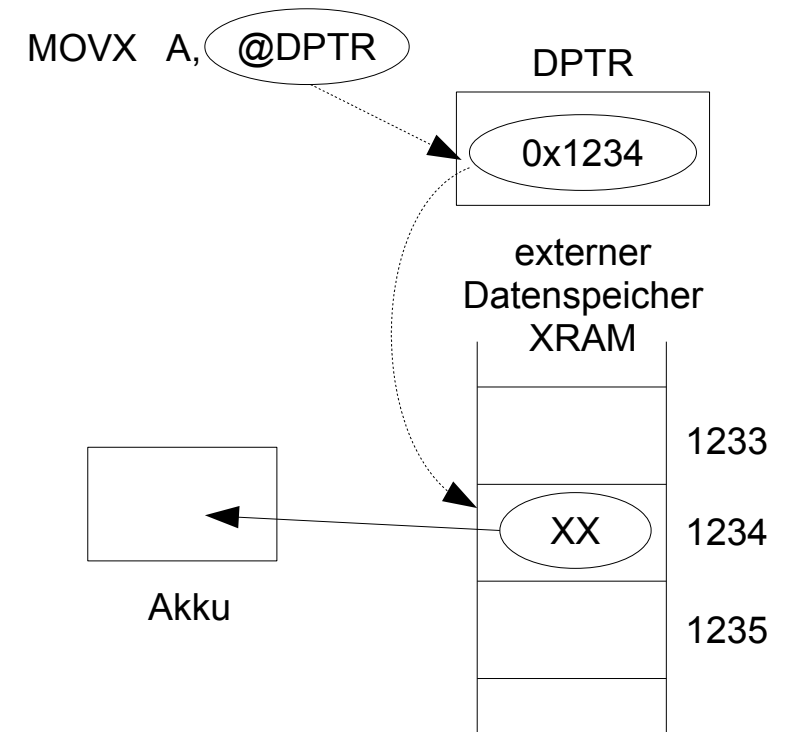 MOVX A, @DPTR
DPTR
0x1234
externer
Datenspeicher
XRAM
1233
XX
1234
Akku
1235